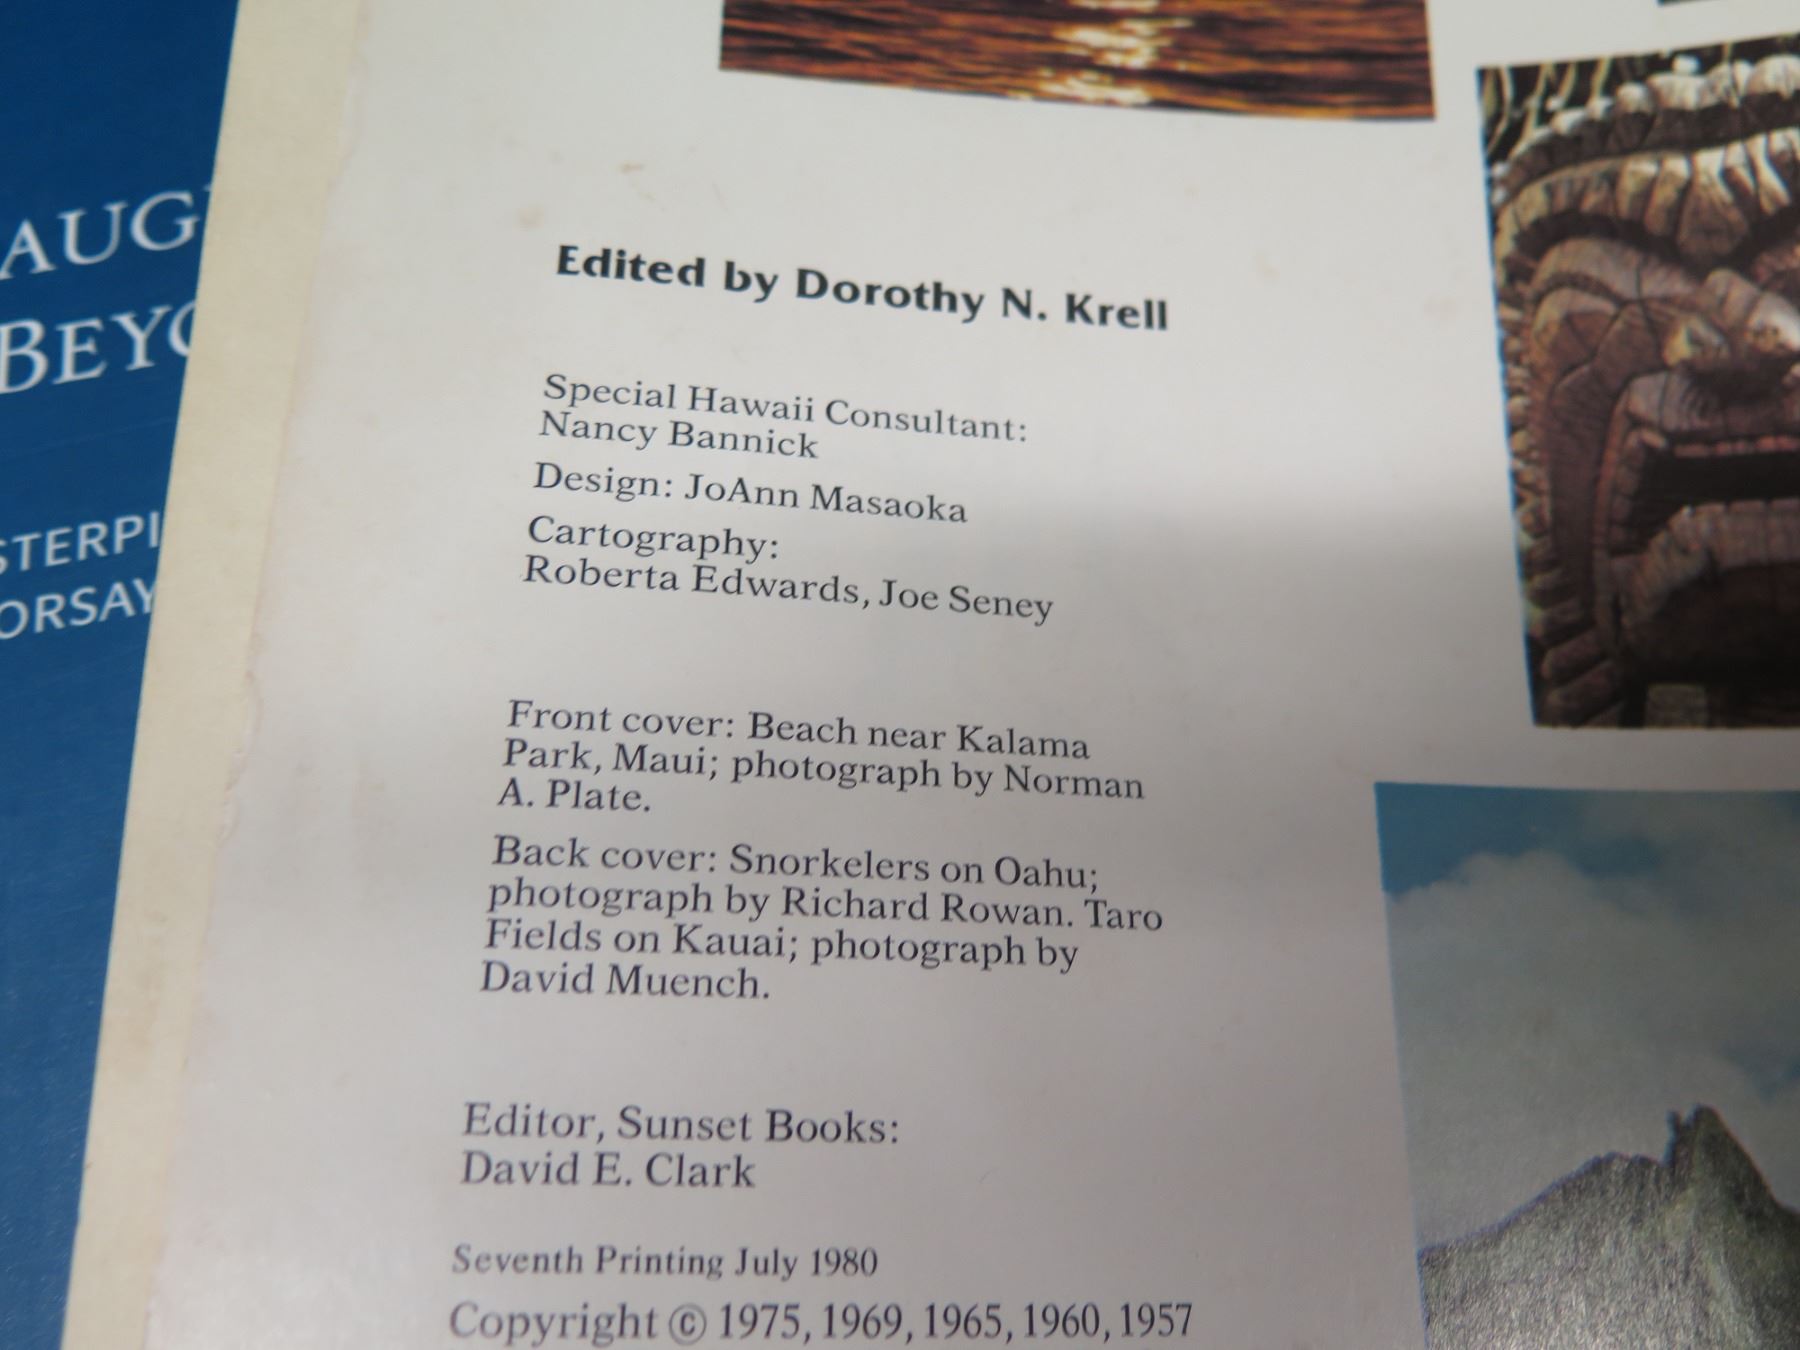 AUG
BEYO
STERPI
ORSAY
Edited by Dorothy N. Krell
Special Hawaii Consultant:
Nancy Bannick
Design: JoAnn Masaoka
Cartography:
Roberta Edwards, Joe Seney
Front cover: Beach near Kalama
Park, Maui; photograph by Norman
A. Plate.
Back cover: Snorkelers on Oahu;
photograph by Richard Rowan. Taro
Fields on Kauai; photograph by
David Muench.
Editor, Sunset Books:
David E. Clark
Seventh Printing July 1980
Copyright © 1975, 1969, 1965, 1960, 1957